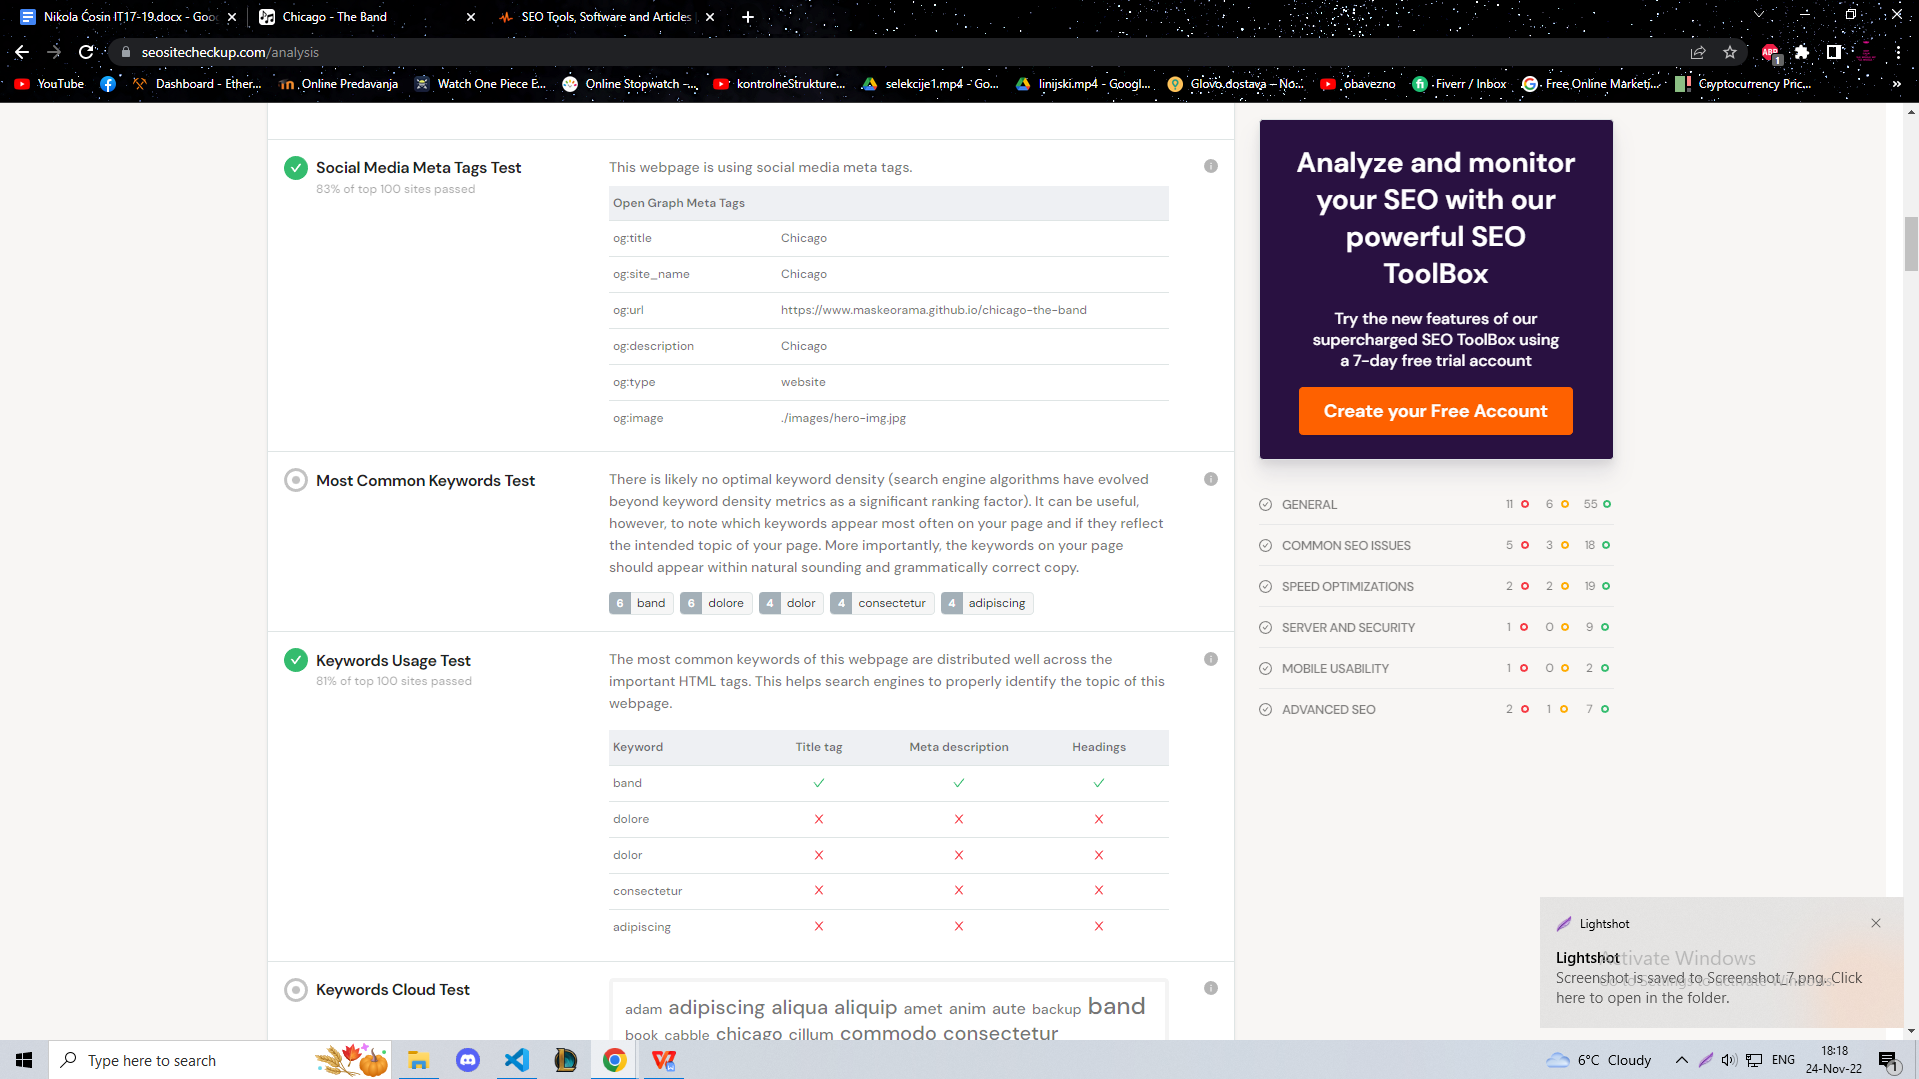 Nikola Ćosin IT17-19.docx - Goo
Chicago - The Band
SEO Tools, Software and Articles
seositecheckup.com/analysis
YouTube
Dashboard - Ether...
Online Predavanja
Watch One Piece E...
Online Stopwatch -...
kontrolneStrukture...
selekcije1.mp4 - Go...
linijski.mp4 - Googl...
Glovo dostava – No...
obavezno
Fiverr / Inbox
Free Online Marketi...
Cryptocurrency Pric...
»
ABP
1
Social Media Meta Tags Test
83% of top 100 sites passed
This webpage is using social media meta tags.
Open Graph Meta Tags
og:title Chicago
og:site_name Chicago
og:url https://www.maskeorama.github.io/chicago-the-band
og:description Chicago
og:type website
og:image ./images/hero-img.jpg
Most Common Keywords Test
There is likely no optimal keyword density (search engine algorithms have evolved
beyond keyword density metrics as a significant ranking factor). It can be useful,
however, to note which keywords appear most often on your page and if they reflect
the intended topic of your page. More importantly, the keywords on your page
should appear within natural sounding and grammatically correct copy.
6 band 6 dolore 4 dolor 4 consectetur 4 adipiscing
Keywords Usage Test
81% of top 100 sites passed
The most common keywords of this webpage are distributed well across the
important HTML tags. This helps search engines to properly identify the topic of this
webpage.
Keyword Title tag Meta description Headings
band
dolore
dolor
consectetur
adipiscing
Keywords Cloud Test
adam adipiscing aliqua aliquip amet anim aute backup band
book cabble chicago cillum commodo consectetur
Analyze and monitor
your SEO with our
powerful SEO
ToolBox
Try the new features of our
supercharged SEO ToolBox using
a 7-day free trial account
Create your Free Account
GENERAL 11 6 55
COMMON SEO ISSUES 5 3 18
SPEED OPTIMIZATIONS 2 2 19
SERVER AND SECURITY 1 0 9
MOBILE USABILITY 1 0 2
ADVANCED SEO 2 1 7
Lightshot
Lightshot
Activate Windows
Screenshot is saved to Screenshot_7.png. Click
Go to Settings to activate Windows.
here to open in the folder.
Type here to search
6°C Cloudy
ENG
18:18
24-Nov-22
1